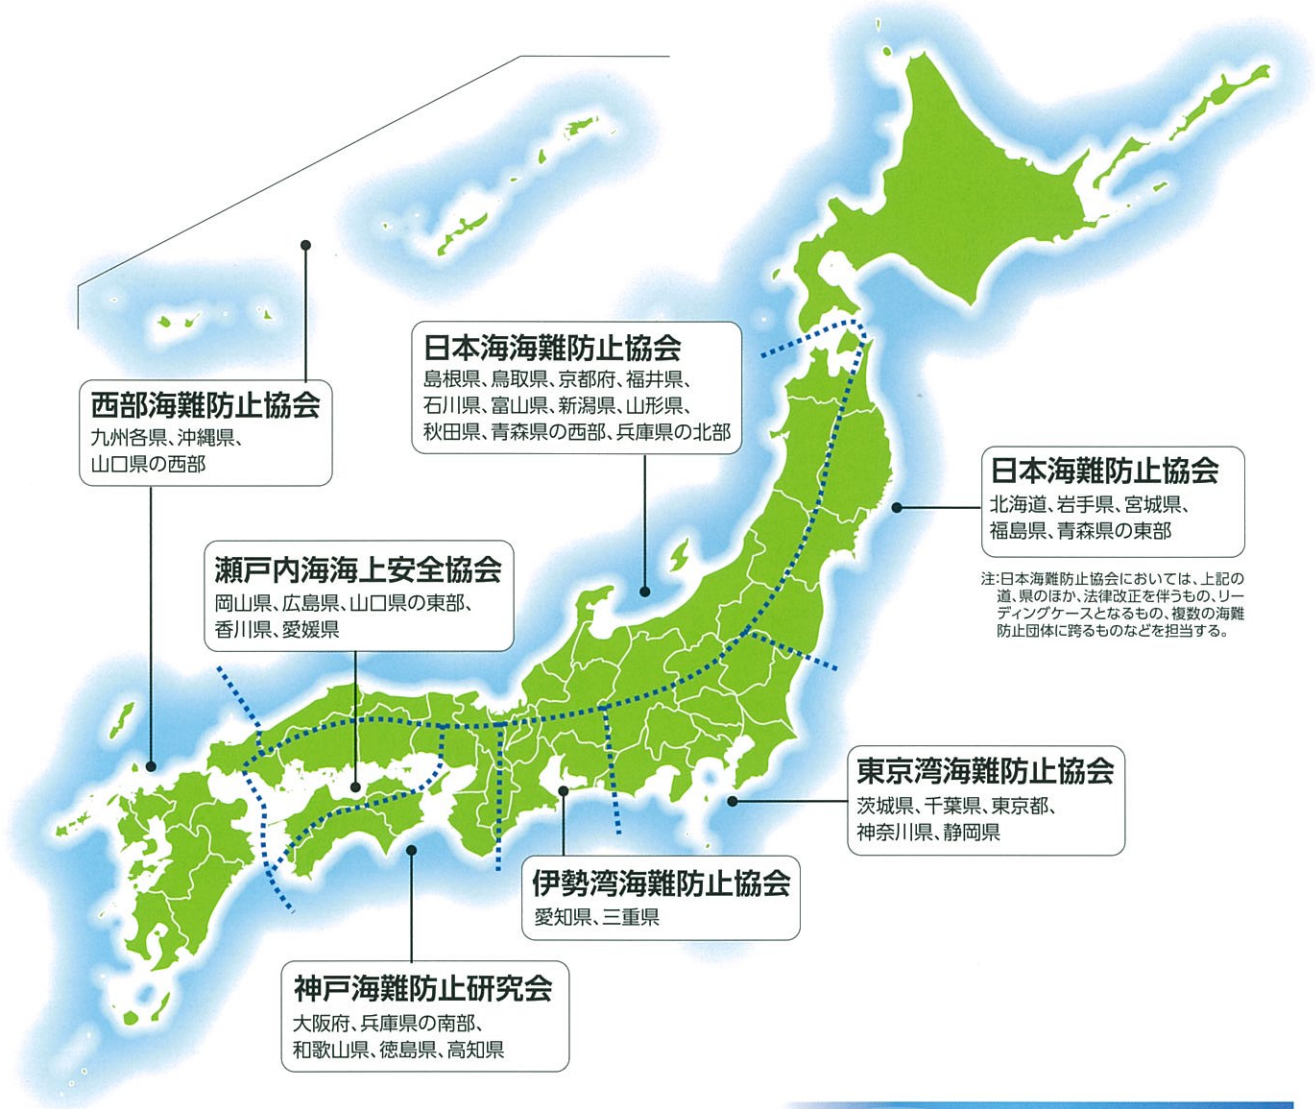 日本海海難防止協会
島根県、鳥取県、京都府、福井県、
石川県、富山県、新潟県、山形県、
秋田県、青森県の西部、兵庫県の北部
西部海難防止協会
九州各県、沖縄県、
山口県の西部
日本海難防止協会
北海道、岩手県、宮城県、
福島県、青森県の東部
注:日本海難防止協会においては、上記の
道、県のほか、法律改正を伴うもの、リー
ディングケースとなるもの、複数の海難
防止団体に跨るものなどを担当する。
瀬戸内海海上安全協会
岡山県、広島県、山口県の東部、
香川県、愛媛県
東京湾海難防止協会
茨城県、千葉県、東京都、
神奈川県、静岡県
伊勢湾海難防止協会
愛知県、三重県
神戸海難防止研究会
大阪府、兵庫県の南部、
和歌山県、徳島県、高知県